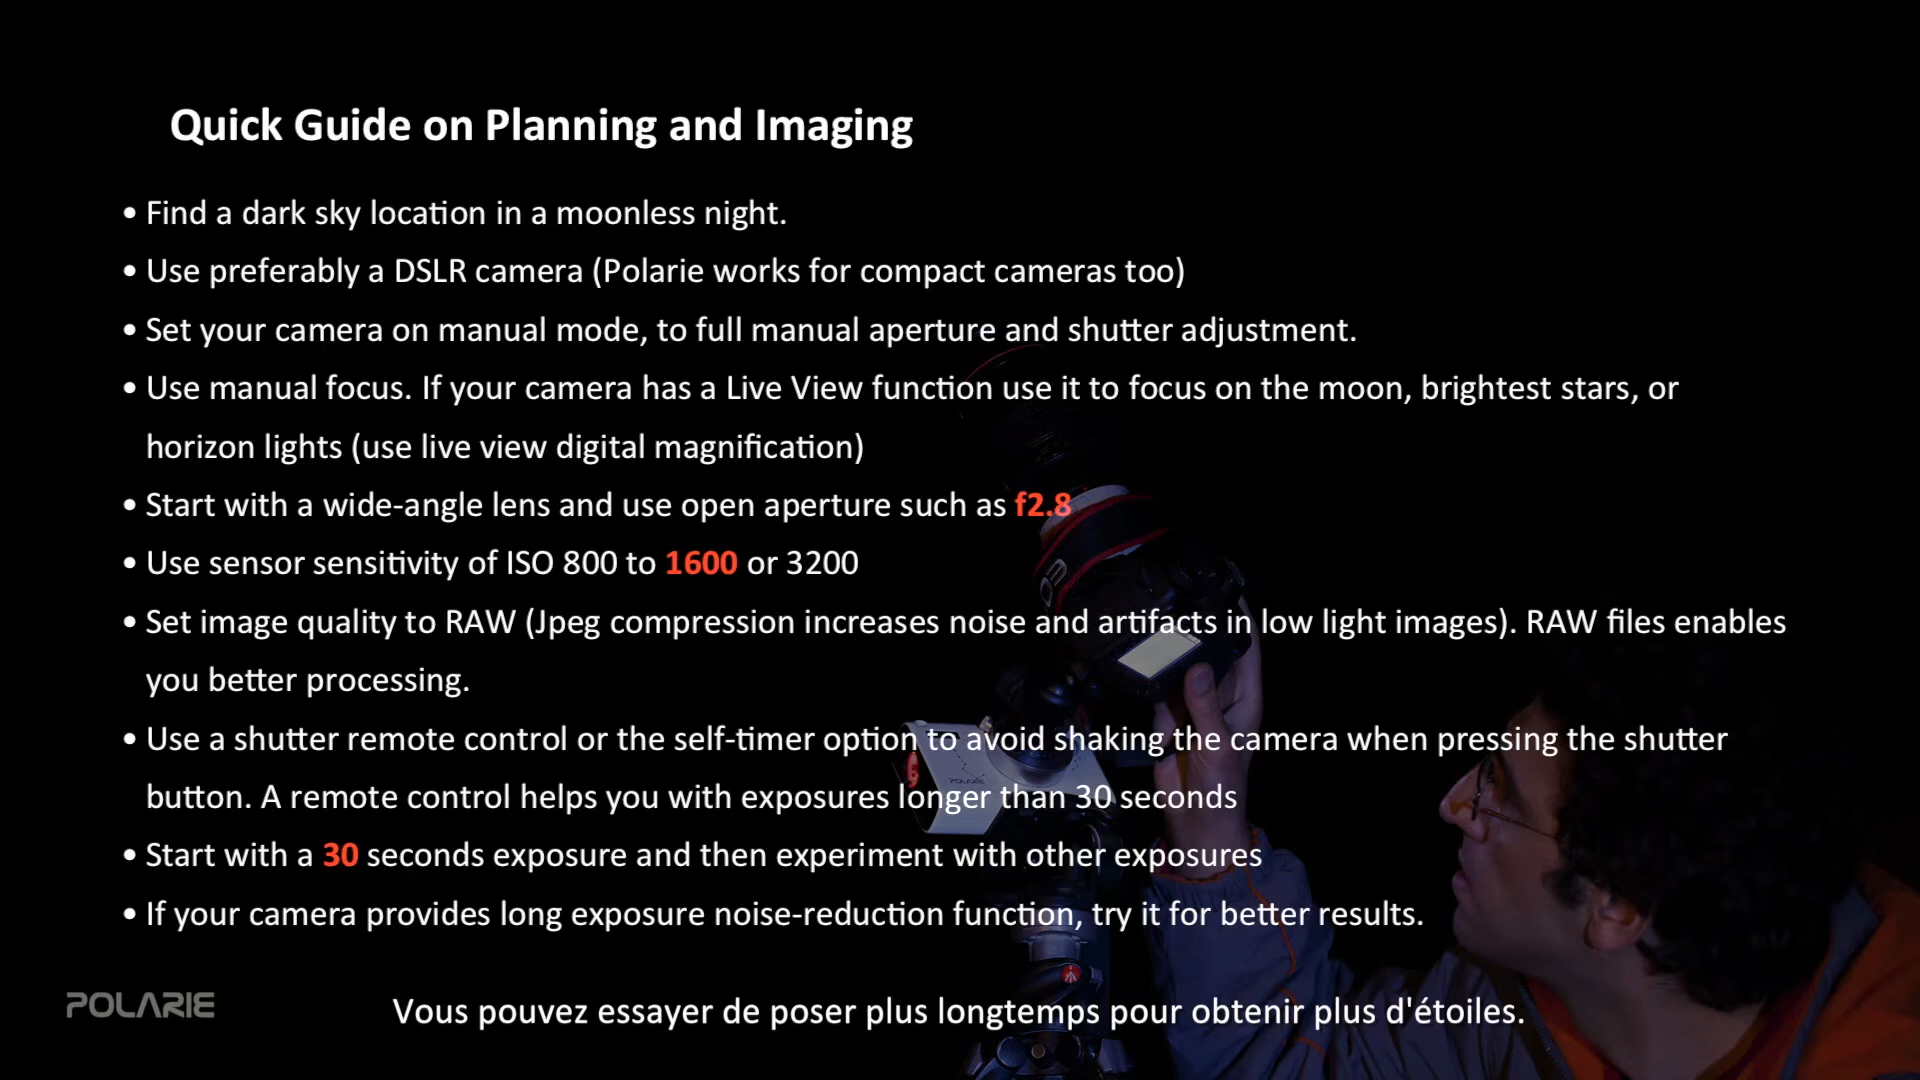 Quick Guide on Planning and Imaging
• Find a dark sky location in a moonless night.
• Use preferably a DSLR camera (Polarie works for compact cameras too)
• Set your camera on manual mode, to full manual aperture and shutter adjustment.
• Use manual focus. If your camera has a Live View function use it to focus on the moon, brightest stars, or
horizon lights (use live view digital magnification)
• Start with a wide-angle lens and use open aperture such as f2.8
• Use sensor sensitivity of ISO 800 to 1600 or 3200
• Set image quality to RAW (Jpeg compression increases noise and artifacts in low light images). RAW files enables
you better processing.
• Use a shutter remote control or the self-timer option to avoid shaking the camera when pressing the shutter
POLARIE
button. A remote control helps you with exposures longer than 30 seconds
• Start with a 30 seconds exposure and then experiment with other exposures
• If your camera provides long exposure noise-reduction function, try it for better results.
POLARIE
Vous pouvez essayer de poser plus longtemps pour obtenir plus d'étoiles.